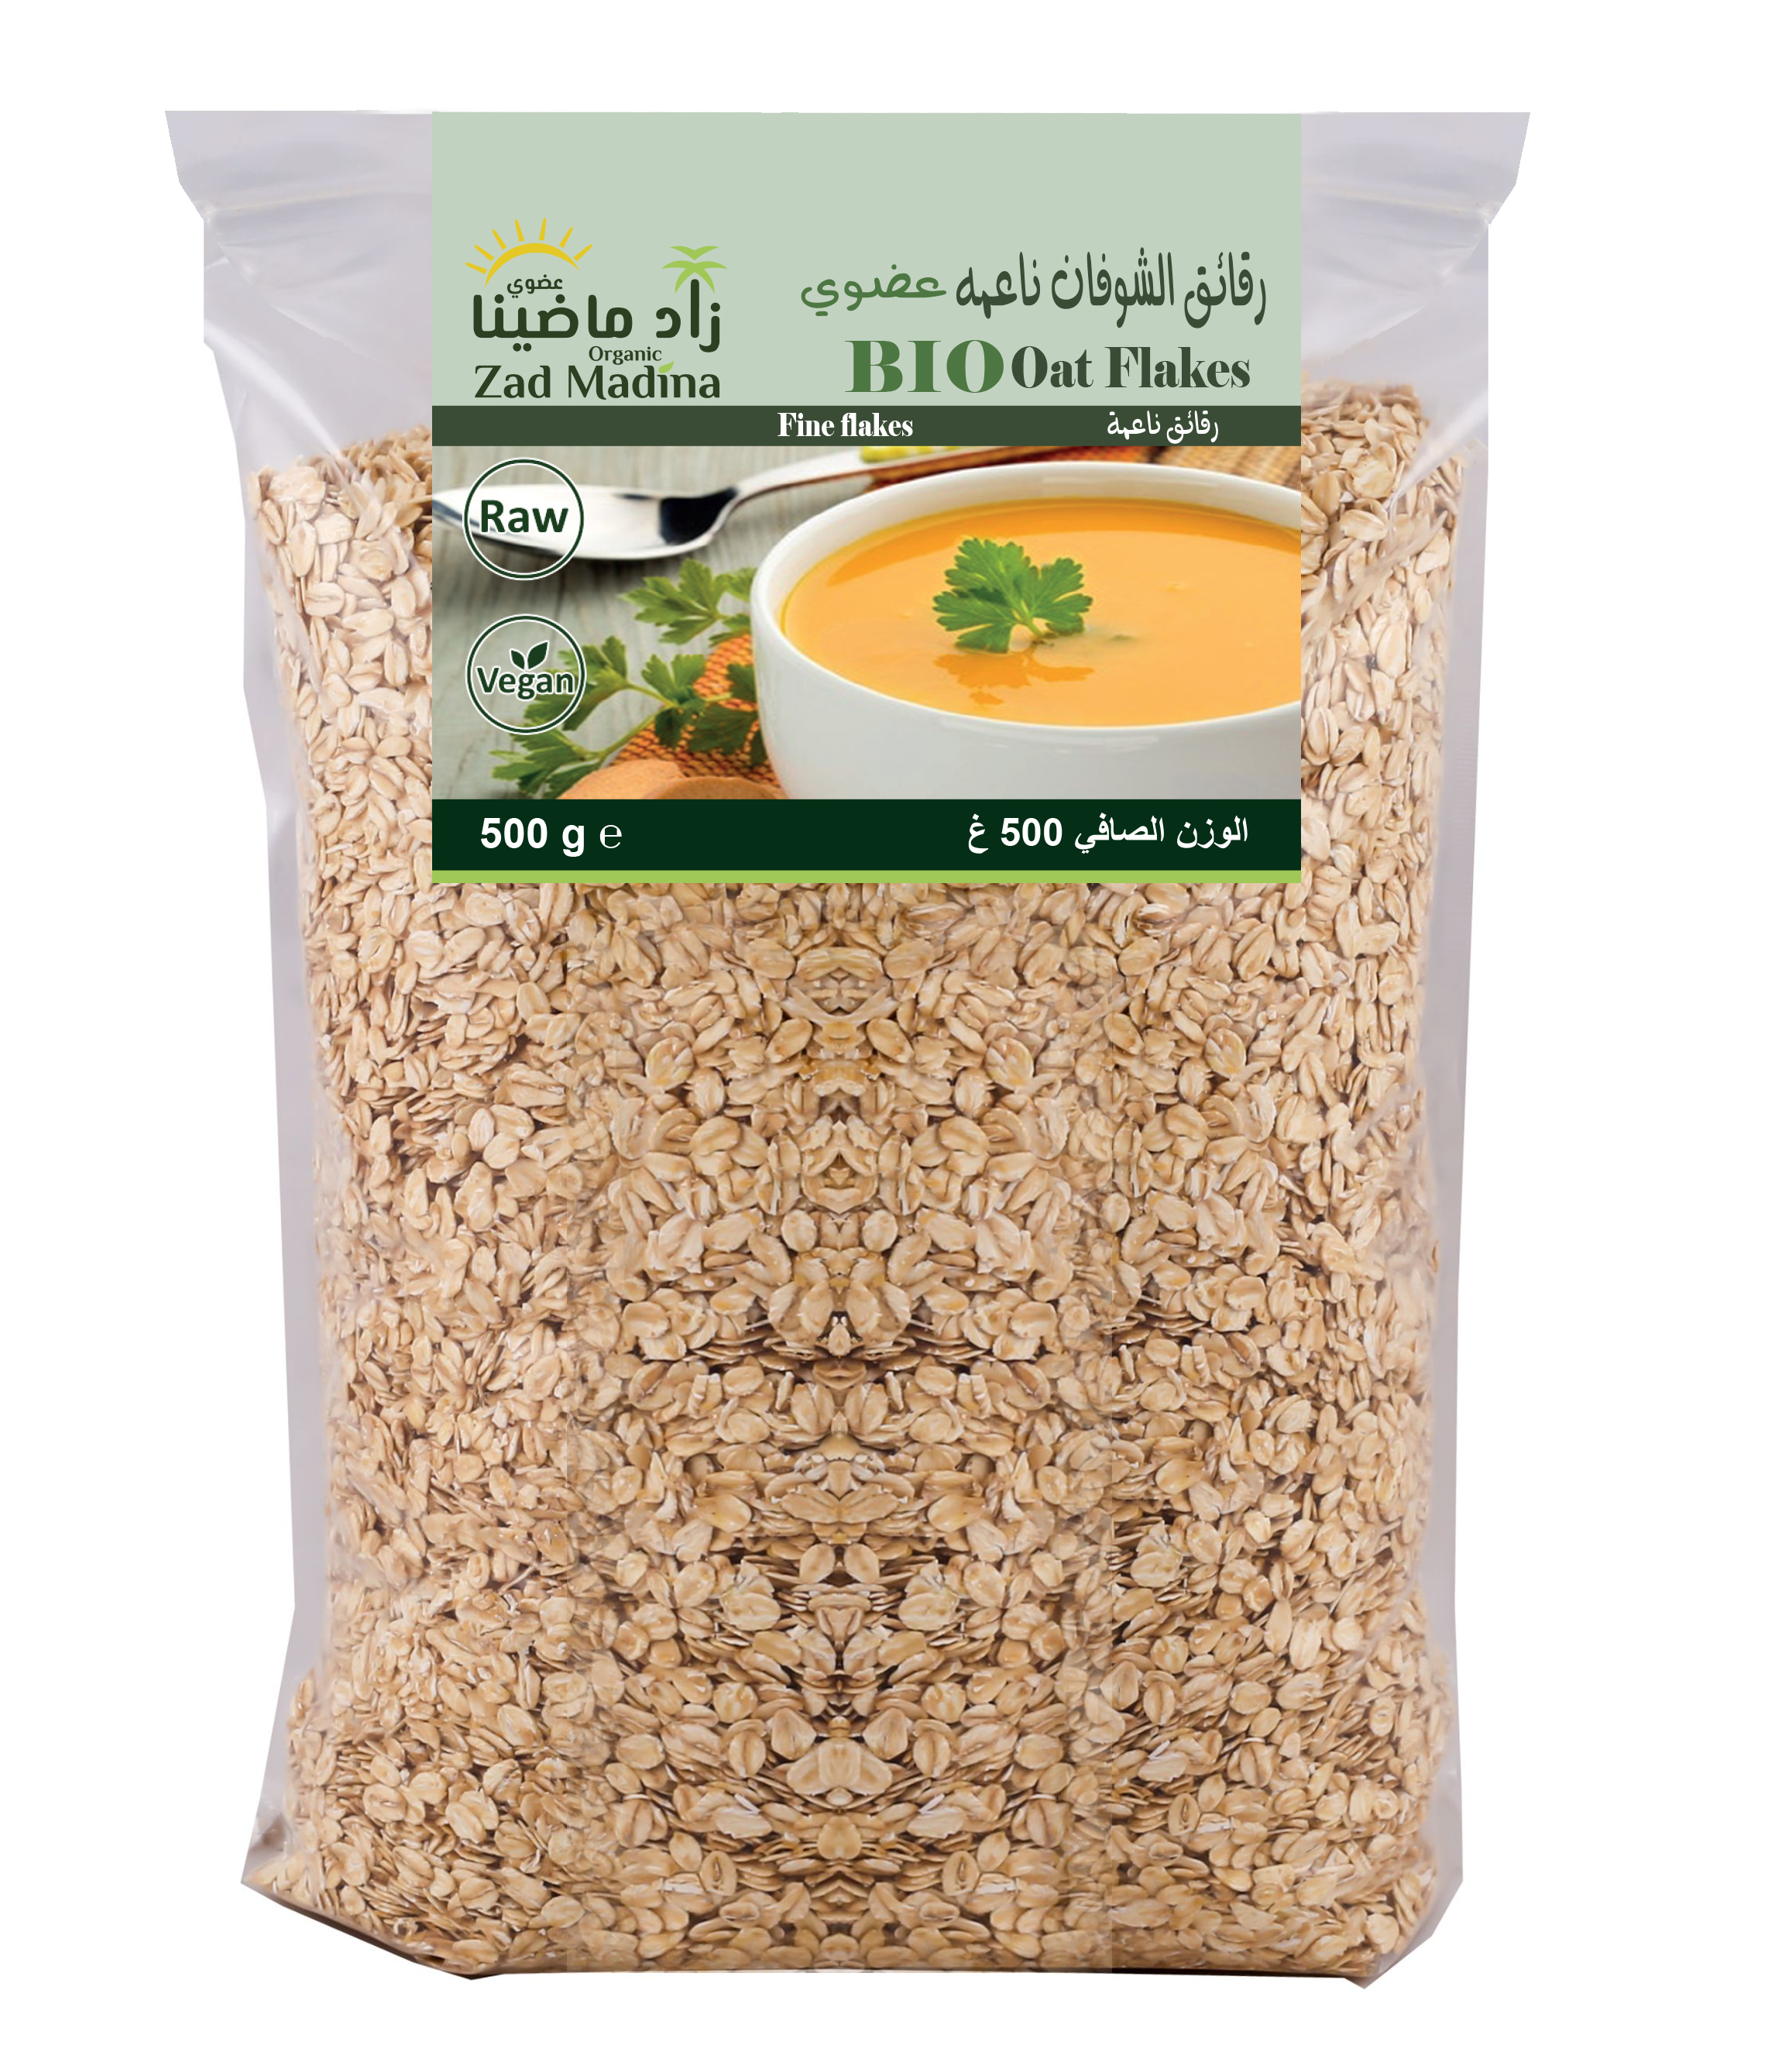 عضوي
زاد ماضينا
Organic
Zad Madina
رقائق الشوفان ناعمه عضوي
BIO Oat Flakes
Fine flakes رقائق ناعمة
Raw
Vegan
500 g ℮ الوزن الصافي 500 غ